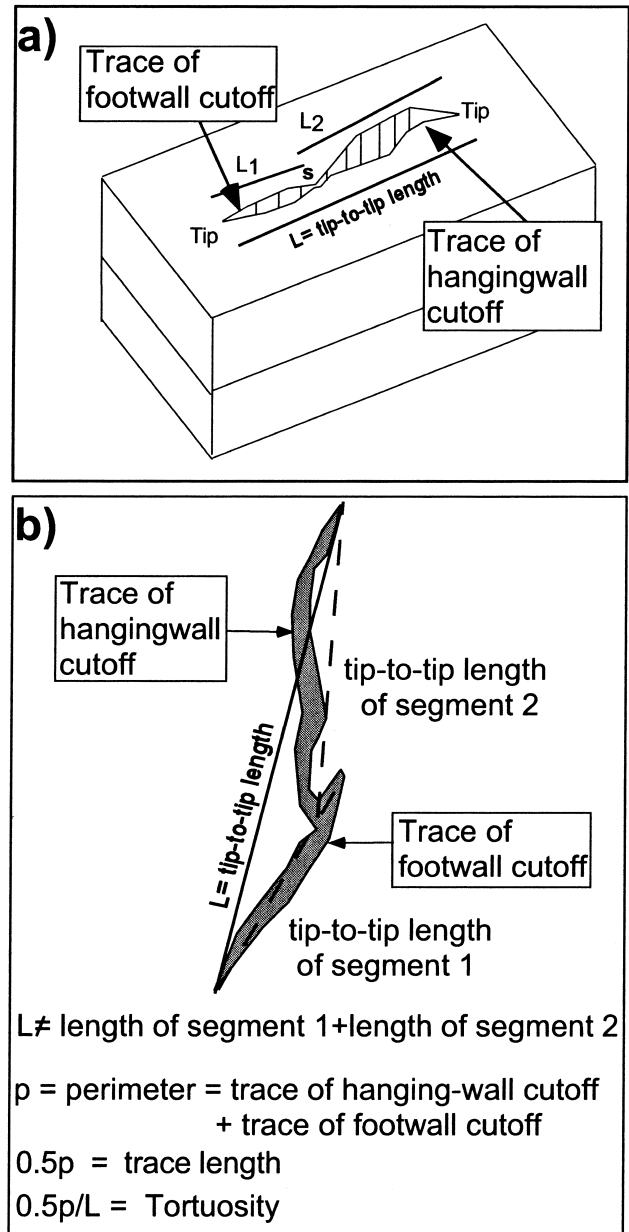 a)
Trace of
footwall cutoff
L2
Tip
L1
s
Tip
L= tip-to-tip length
Trace of
hangingwall
cutoff
b)
Trace of
hangingwall
cutoff
tip-to-tip length
of segment 2
L= tip-to-tip length
Trace of
footwall cutoff
tip-to-tip length
of segment 1
L≠ length of segment 1+length of segment 2
p = perimeter = trace of hanging-wall cutoff
+ trace of footwall cutoff
0.5p = trace length
0.5p/L = Tortuosity